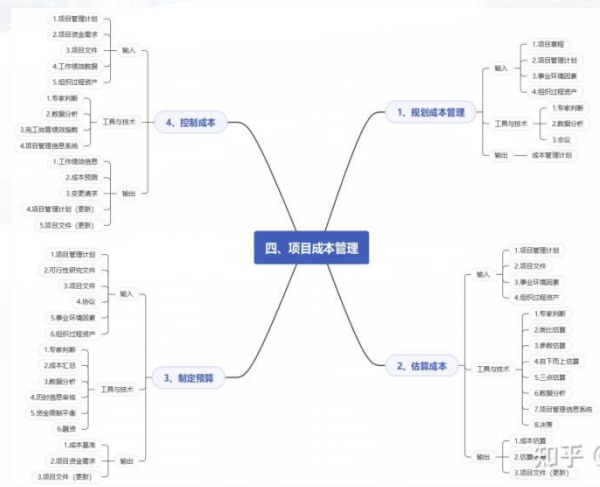 四、项目成本管理
1、规划成本管理
输入
1.项目章程
2.项目管理计划
3.事业环境因素
4.组织过程资产
工具与技术
1.专家判断
2.数据分析
3.会议
输出
成本管理计划
2、估算成本
输入
1.项目管理计划
2.项目文件
3.事业环境因素
4.组织过程资产
工具与技术
1.专家判断
2.类比估算
3.参数估算
4.自下而上估算
5.三点估算
6.数据分析
7.项目管理信息系统
8.决策
输出
1.成本估算
2.估算
3.项目文件（更新）
3、制定预算
输入
1.项目管理计划
2.可行性研究文件
3.项目文件
4.协议
5.事业环境因素
6.组织过程资产
工具与技术
1.专家判断
2.成本汇总
3.数据分析
4.历时信息审核
5.资金限制平衡
6.融资
输出
1.成本基准
2.项目资金需求
3.项目文件（更新）
4、控制成本
输入
1.项目管理计划
2.项目资金需求
3.项目文件
4.工作绩效数据
5.组织过程资产
工具与技术
1.专家判断
2.数据分析
3.完工尚需绩效指数
4.项目管理信息系统
输出
1.工作绩效信息
2.成本预测
3.变更请求
4.项目管理计划（更新）
5.项目文件（更新）
知乎 @